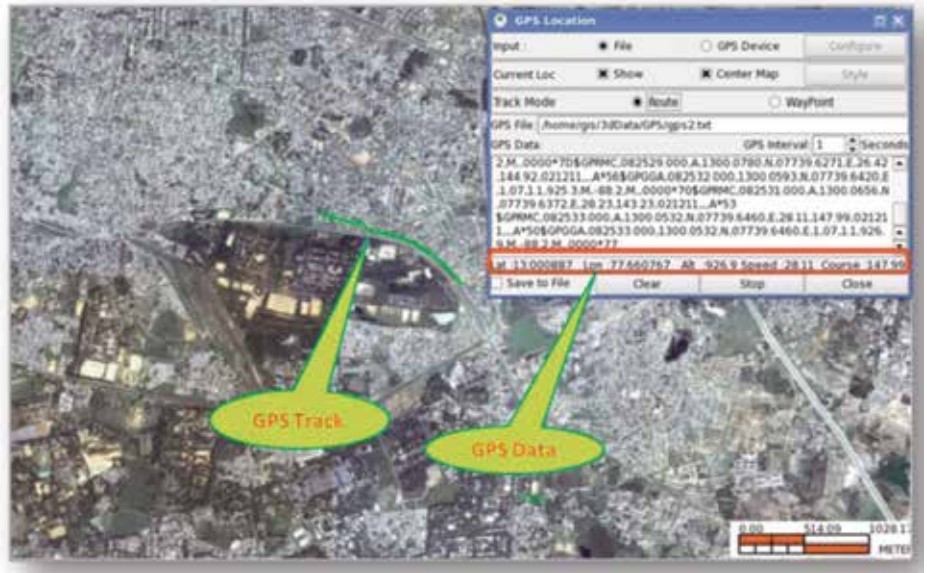 GPS Location
Input : File GPS Device Configure
Current Loc Show Center Map Style
Track Mode Route WayPoint
GPS File /home/gis/3dData/GPS/gps2.txt
GPS Data: GPS Interval 1 Seconds
2,M,,0000*7D$GPRMC,082529.000,A,1300.0780,N,07739.6271,E,26.42
,144.92,021211,,,A*56$GPGGA,082532.000,1300.0593,N,07739.6420,E
,1,07,1.1,925.3,M,-88.2,M,,0000*70$GPRMC,082531.000,A,1300.0656,N
,07739.6372,E,28.23,143.23,021211,,,A*53
$GPRMC,082533.000,A,1300.0532,N,07739.6460,E,28.11,147.99,02121
1,,,A*50$GPGGA,082533.000,1300.0532,N,07739.6460,E,1,07,1.1,926.
9,M,-88.2,M,,0000*77
Lat :13.000887 Lon :77.660767 Alt :926.9 Speed :28.11 Course :147.99
Save to File Clear Stop Close
GPS Track
GPS Data
0.00 514.09 1028.17
METER